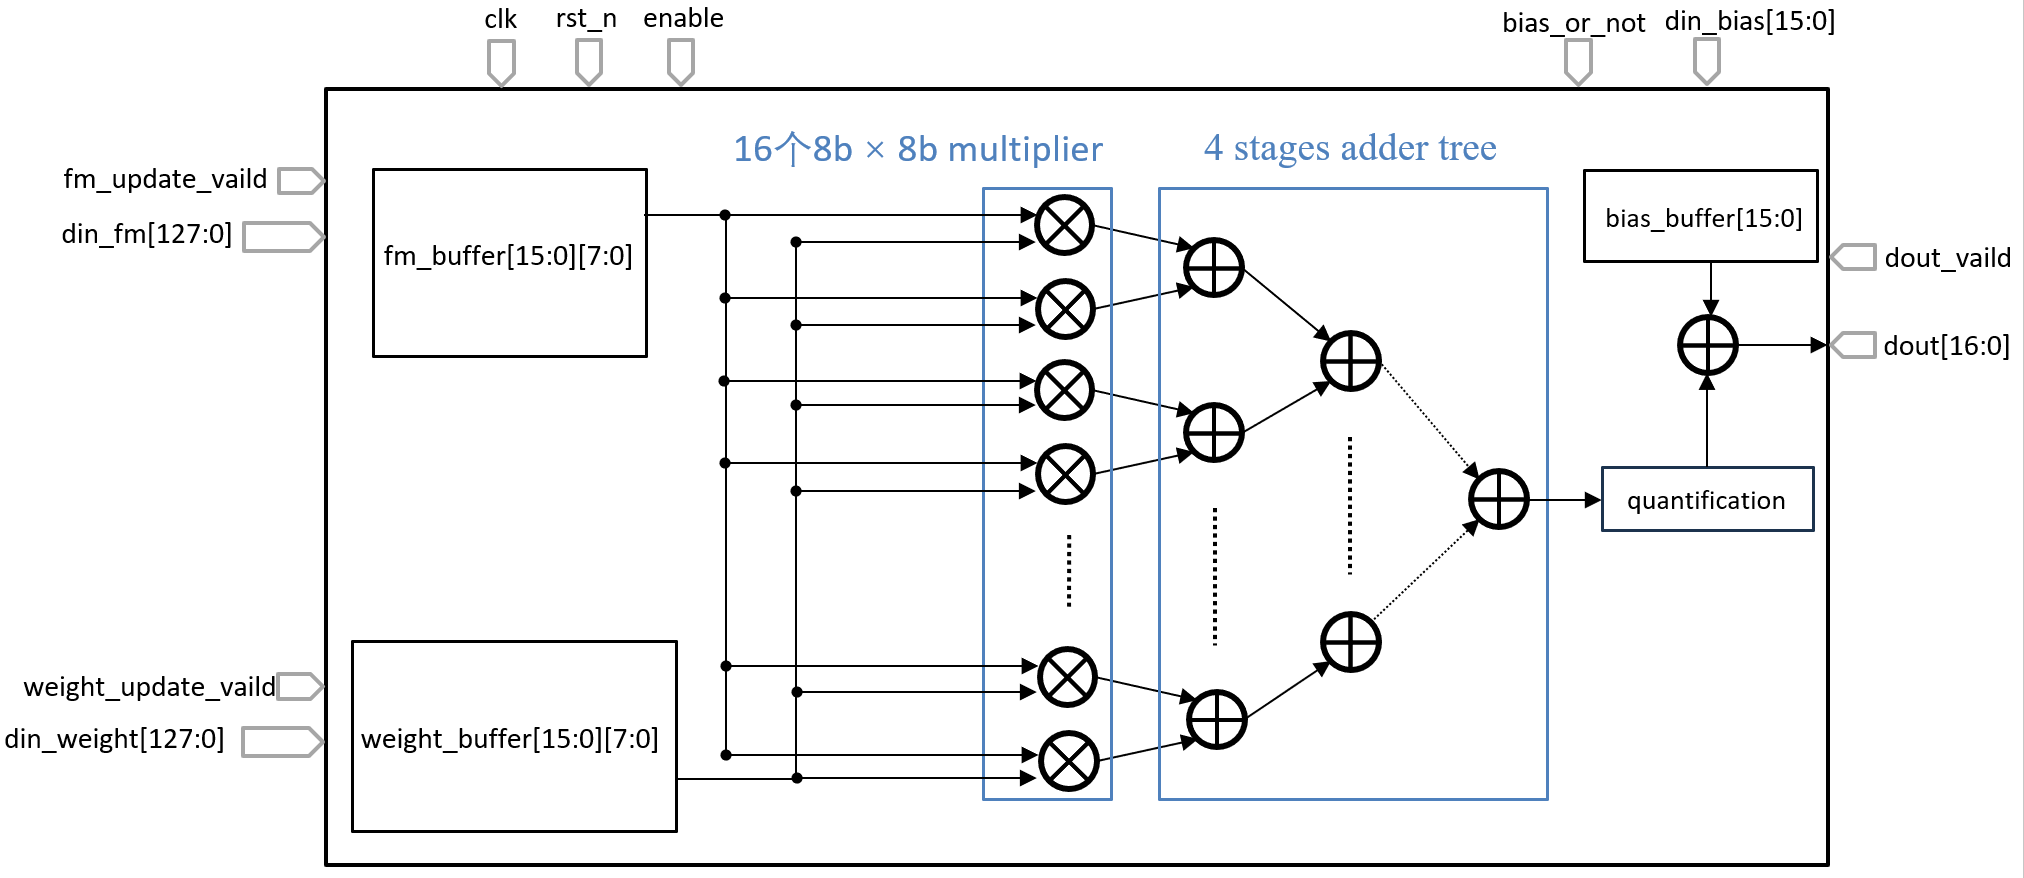 clk
rst_n
enable
bias_or_not
din_bias[15:0]
16个8b × 8b multiplier
4 stages adder tree
fm_update_vaild
din_fm[127:0]
fm_buffer[15:0][7:0]
bias_buffer[15:0]
dout_vaild
dout[16:0]
quantification
weight_update_vaild
din_weight[127:0]
weight_buffer[15:0][7:0]